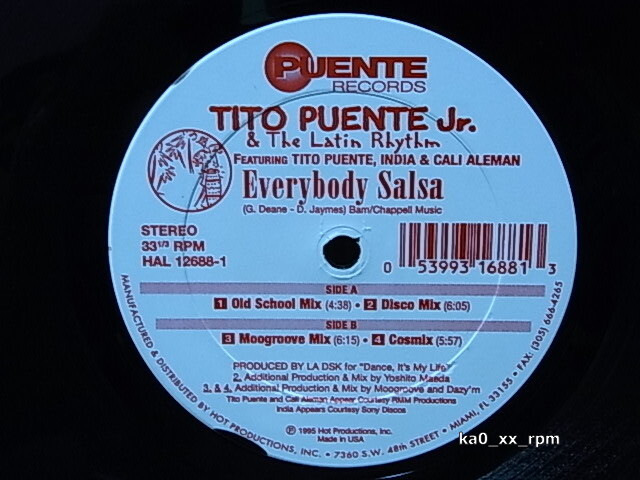 PUENTE
RECORDS
TITO PUENTE Jr.
& The Latin Rhythm
FEATURING TITO PUENTE, INDIA & CALI ALEMAN
Everybody Salsa
(G. Deane - D. Jaymes) Bam/Chappell Music
STEREO
33 1/3 RPM
HAL 12688-1
0 53993 16881 3
SIDE A
1 Old School Mix (4:38) • 2 Disco Mix (6:05)
SIDE B
3 Moogroove Mix (6:15) • 4 Cosmix (5:57)
PRODUCED BY LA DSK for "Dance, It's My Life"
2. Additional Production & Mix by Yoshito Maeda
3. & 4. Additional Production & Mix by Mooogroove and Dazy'm
Tito Puente and Cali Aleman Appear Courtesy RMM Productions
India Appears Courtesy Sony Discos
℗ 1995 Hot Productions, Inc.
Made in USA
MANUFACTURED & DISTRIBUTED BY HOT PRODUCTIONS, INC. • 7360 S.W. 48th STREET • MIAMI, FL 33155 • FAX: (305) 666-4265
ka0_xx_rpm